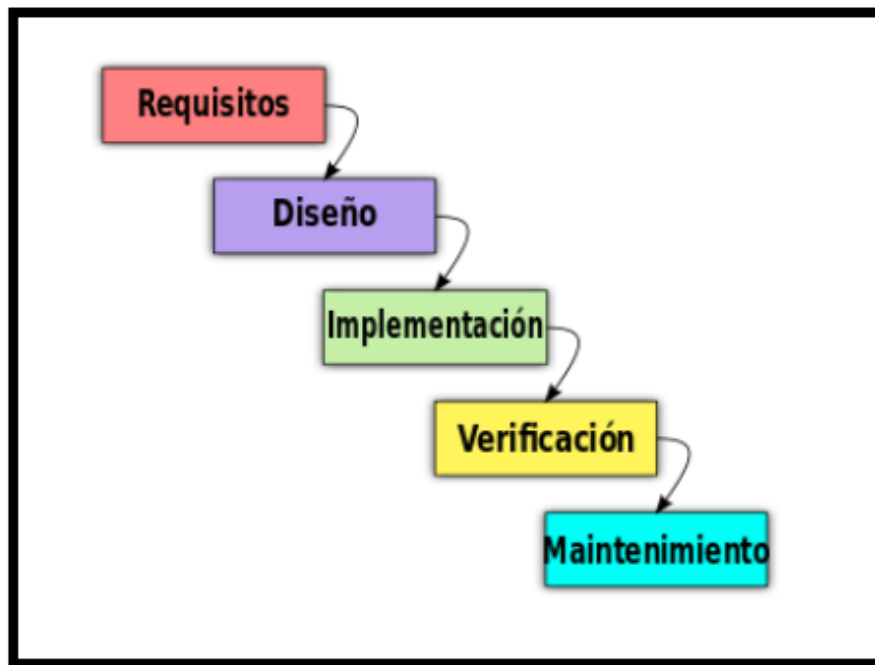 Requisitos
Diseño
Implementación
Verificación
Maintenimiento